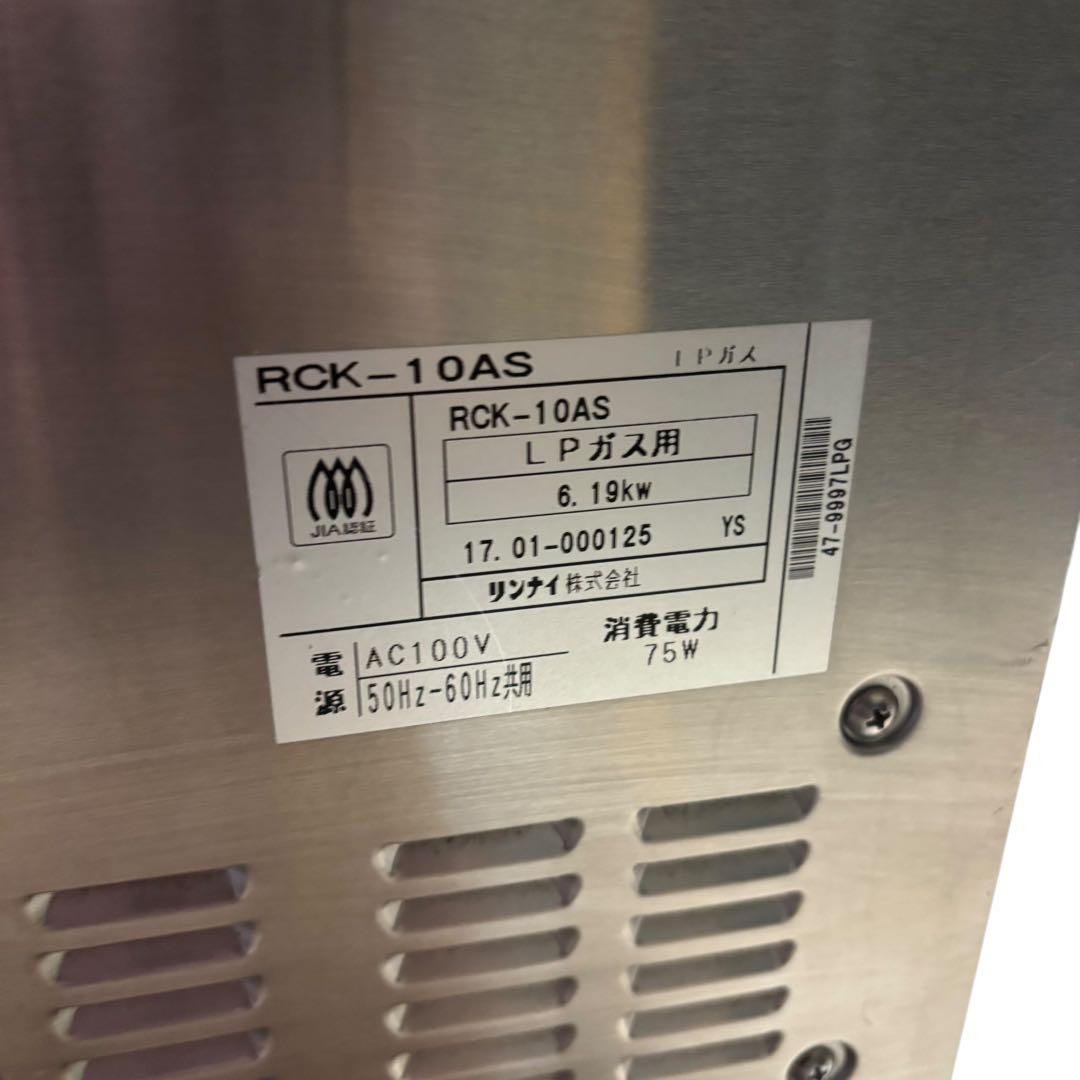 RCK-10AS
LPガス
JIA認証
RCK-10AS
LPガス用
6.19kw
17.01-000125 YS
リンナイ株式会社
電源
AC100V
50Hz-60Hz共用
消費電力
75W
47-9997LPG